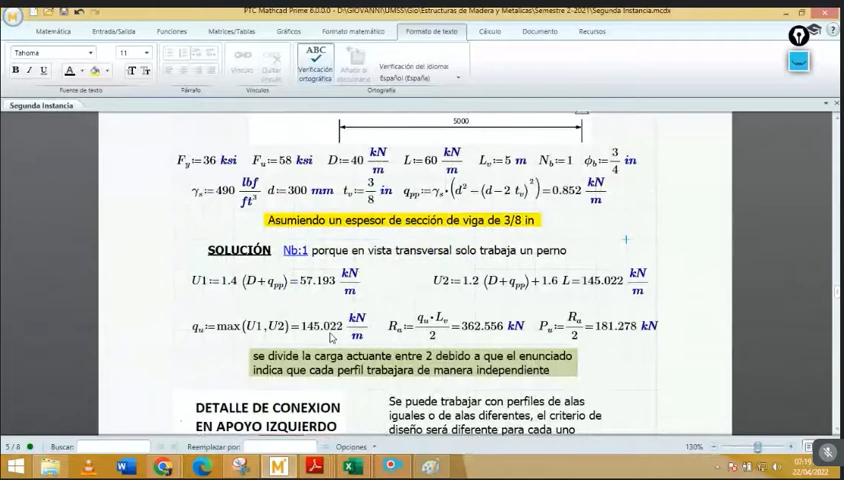 PTC Mathcad Prime 6.0.0.0 - D:\GIOVANNI\UMSS\Gio\Estructuras de Madera y Metalicas\Semestre 2-2021\Segunda Instancia.mcdx
Matemática Entrada/Salida Funciones Matrices/Tablas Gráficos Formato matemático Formato de texto Cálculo Documento Recursos
Tahoma 11
ABC
Vínculo
Quitar vínculo
Verificación ortográfica
Añadir al diccionario
Verificación del idioma:
Español (España)
Fuente de texto Párrafo Vínculos Ortografía
Segunda Instancia
5000
F_y:=36 ksi F_u:=58 ksi D:=40 kN/m L:=60 kN/m L_v:=5 m N_b:=1 ϕ_b:=3/4 in
γ_s:=490 lbf/ft³ d:=300 mm t_v:=3/8 in q_pp:=γ_s·(d²−(d−2 t_v)²)=0.852 kN/m
Asumiendo un espesor de sección de viga de 3/8 in
SOLUCIÓN Nb:1 porque en vista transversal solo trabaja un perno
U1:=1.4 (D+q_pp)=57.193 kN/m U2:=1.2 (D+q_pp)+1.6 L=145.022 kN/m
q_u:=max(U1,U2)=145.022 kN/m R_a:=q_u·L_v/2=362.556 kN P_u:=R_a/2=181.278 kN
se divide la carga actuante entre 2 debido a que el enunciado
indica que cada perfil trabajara de manera independiente
DETALLE DE CONEXION
EN APOYO IZQUIERDO
Se puede trabajar con perfiles de alas
iguales o de alas diferentes, el criterio de
diseño será diferente para cada uno
5/8 Buscar: Reemplazar por: Opciones 130%
07:19
22/04/2022